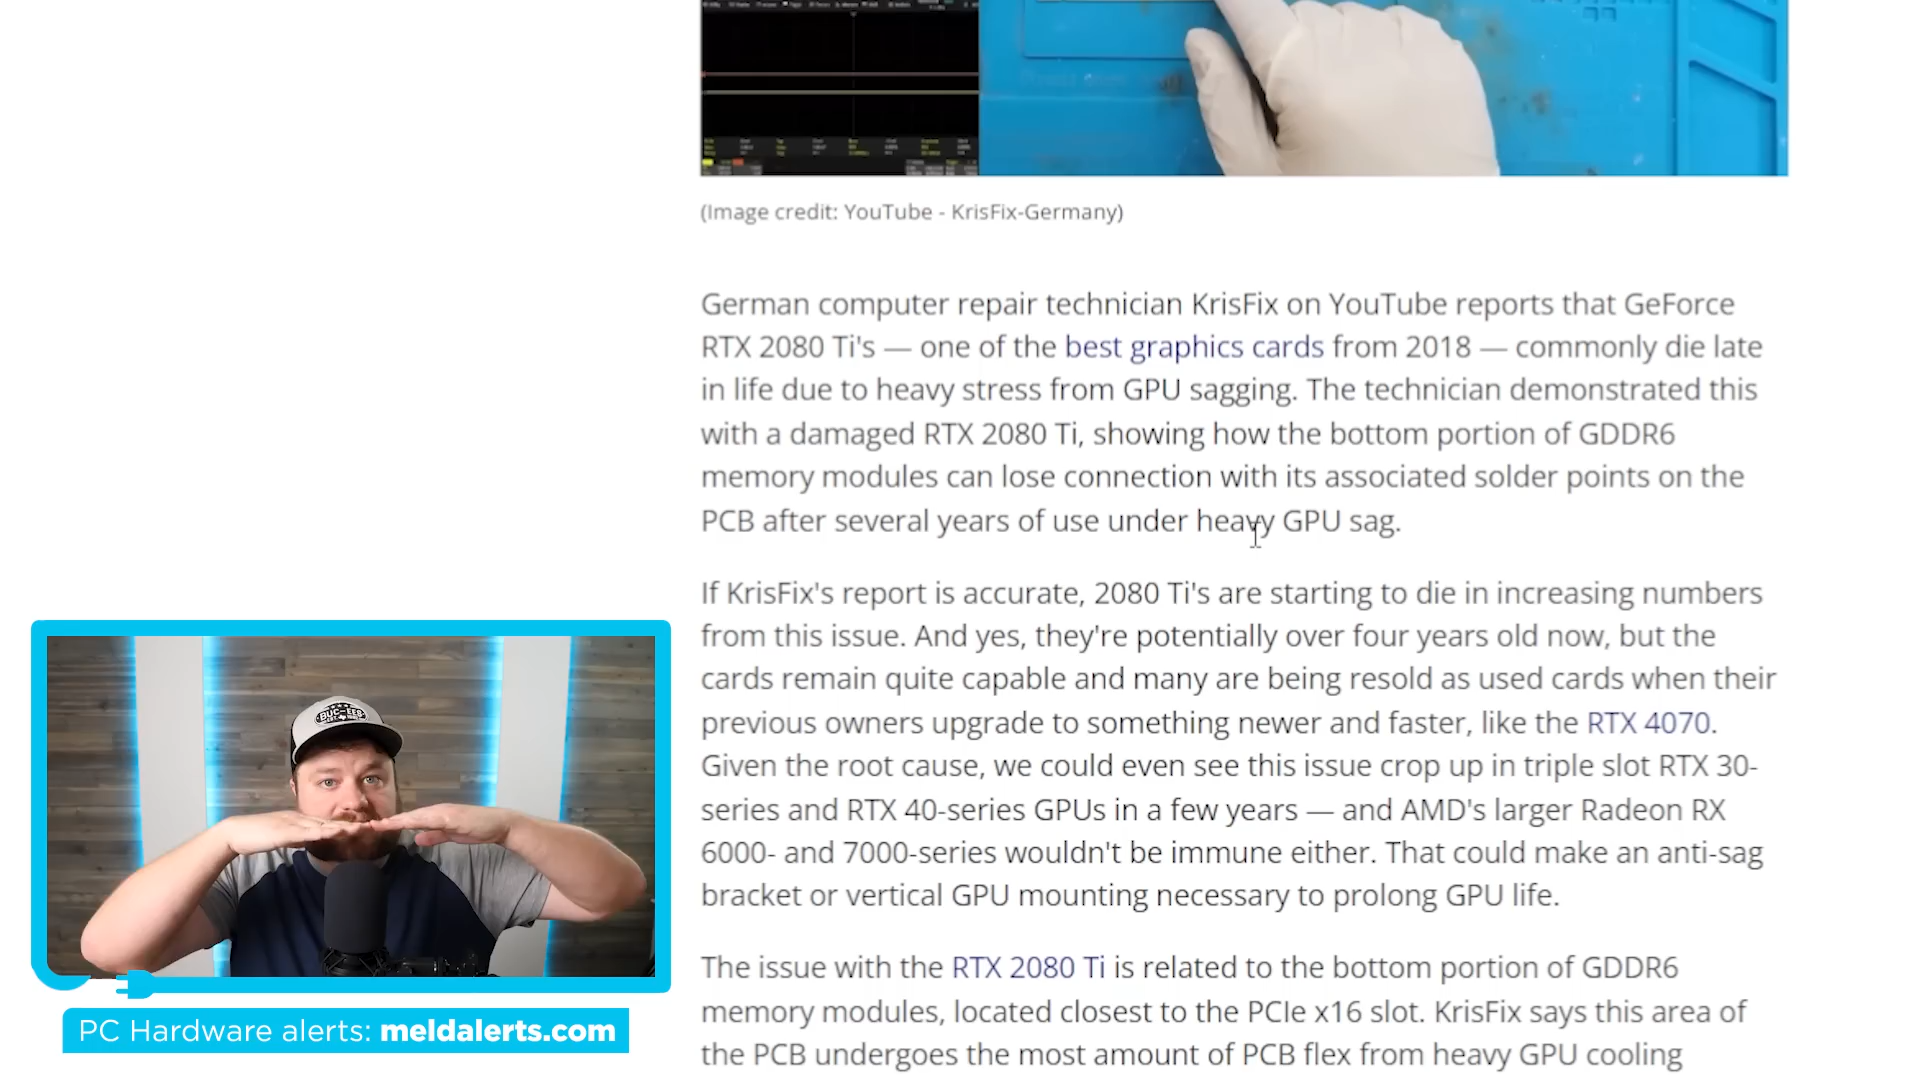 (Image credit: YouTube - KrisFix-Germany)
German computer repair technician KrisFix on YouTube reports that GeForce
RTX 2080 Ti's — one of the best graphics cards from 2018 — commonly die late
in life due to heavy stress from GPU sagging. The technician demonstrated this
with a damaged RTX 2080 Ti, showing how the bottom portion of GDDR6
memory modules can lose connection with its associated solder points on the
PCB after several years of use under heavy GPU sag.
If KrisFix's report is accurate, 2080 Ti's are starting to die in increasing numbers
from this issue. And yes, they're potentially over four years old now, but the
cards remain quite capable and many are being resold as used cards when their
previous owners upgrade to something newer and faster, like the RTX 4070.
Given the root cause, we could even see this issue crop up in triple slot RTX 30-
series and RTX 40-series GPUs in a few years — and AMD's larger Radeon RX
6000- and 7000-series wouldn't be immune either. That could make an anti-sag
bracket or vertical GPU mounting necessary to prolong GPU life.
The issue with the RTX 2080 Ti is related to the bottom portion of GDDR6
memory modules, located closest to the PCIe x16 slot. KrisFix says this area of
the PCB undergoes the most amount of PCB flex from heavy GPU cooling
BUC-EE'S
PC Hardware alerts: meldalerts.com